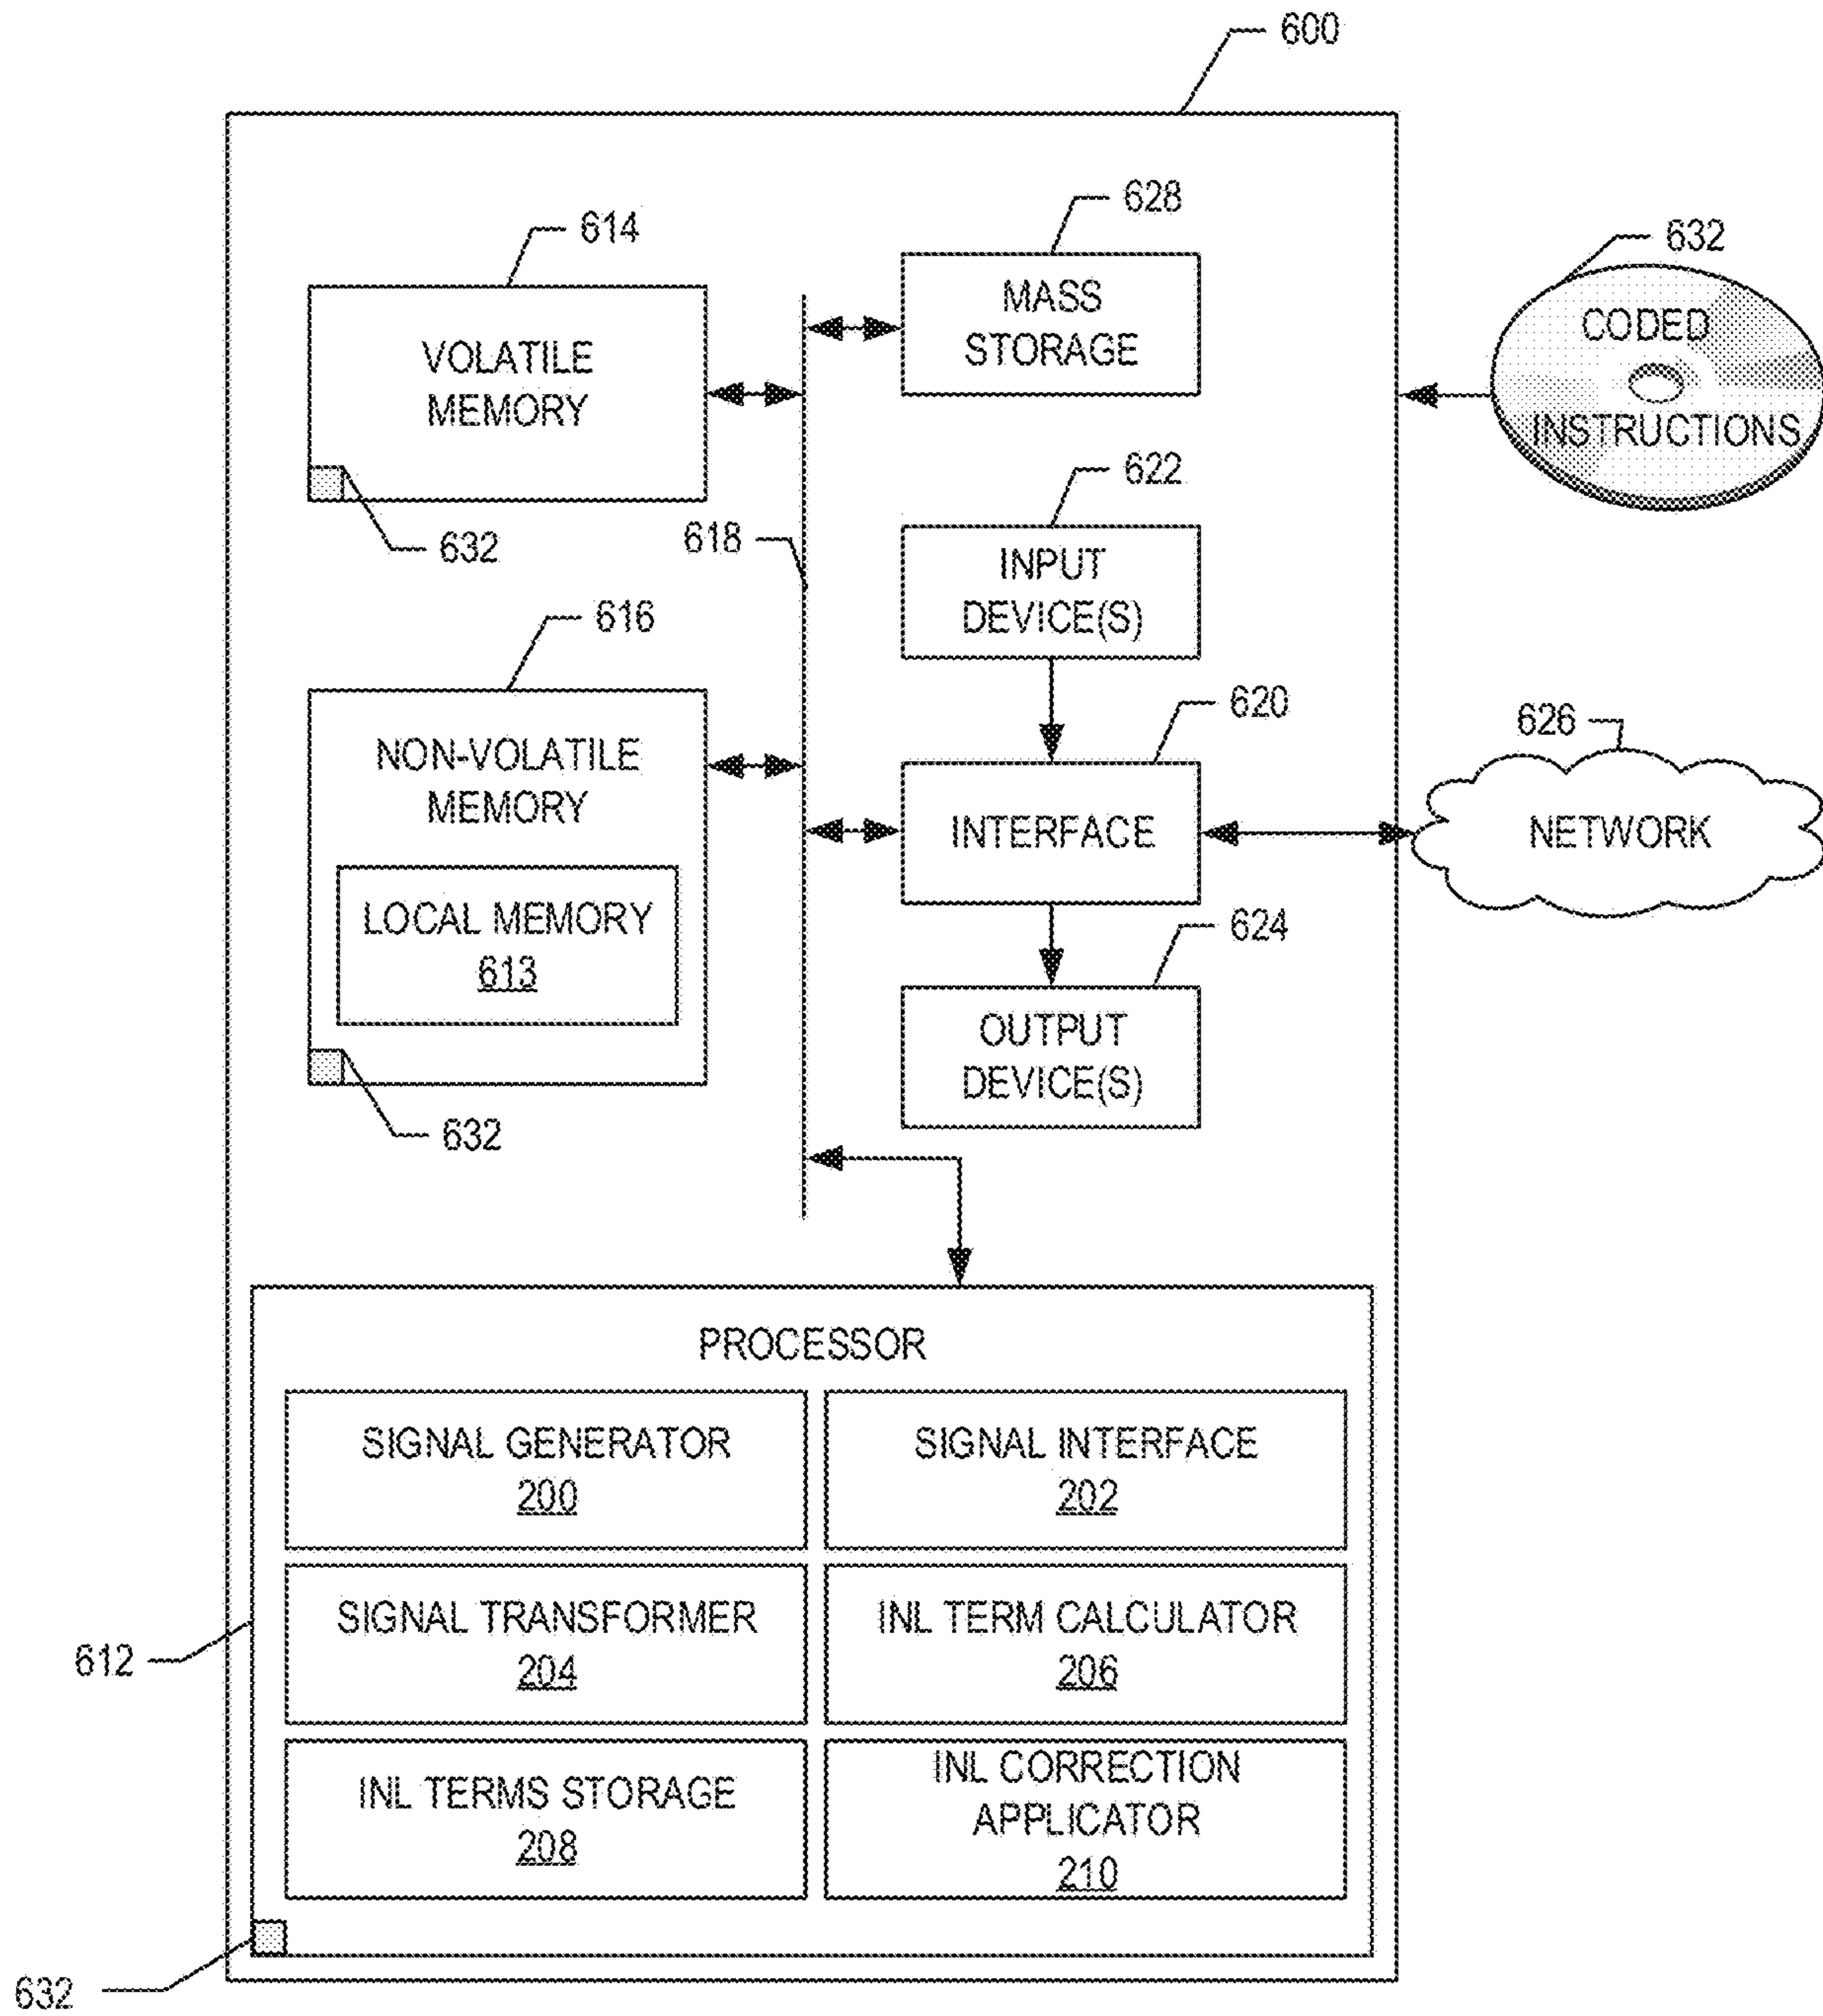 600
628
614
632
MASS
STORAGE
CODED
INSTRUCTIONS
VOLATILE
MEMORY
622
632
618
INPUT
DEVICE(S)
616
620
626
NON-VOLATILE
MEMORY
INTERFACE
NETWORK
LOCAL MEMORY
613
624
OUTPUT
DEVICE(S)
632
PROCESSOR
SIGNAL GENERATOR
200
SIGNAL INTERFACE
202
SIGNAL TRANSFORMER
204
INL TERM CALCULATOR
206
612
INL TERMS STORAGE
208
INL CORRECTION
APPLICATOR
210
632